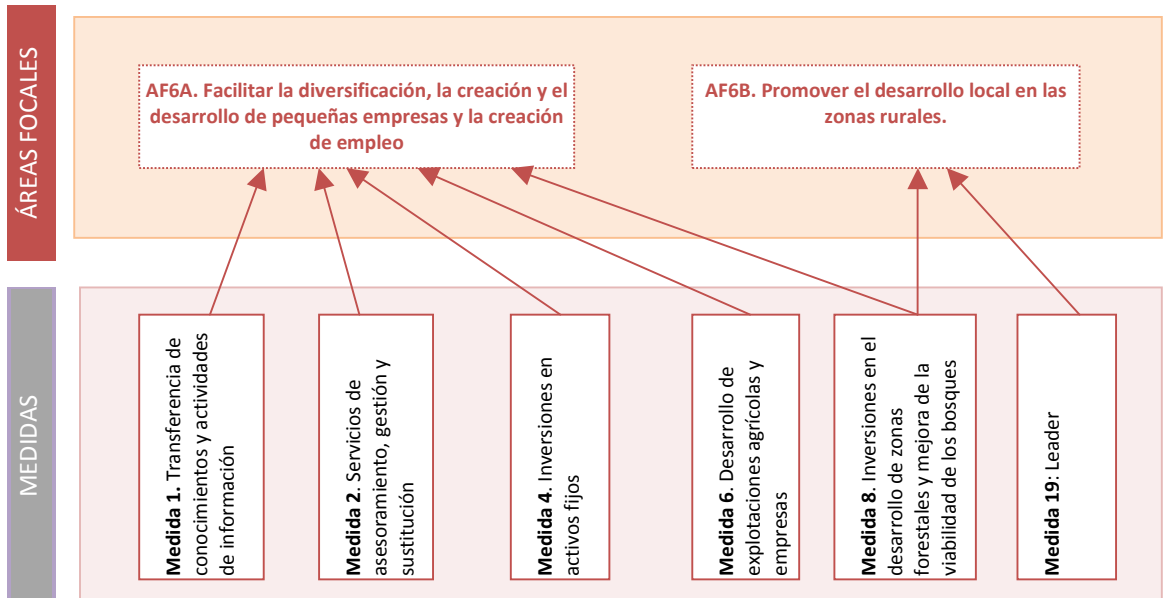 ÁREAS FOCALES
AF6A. Facilitar la diversificación, la creación y el
desarrollo de pequeñas empresas y la creación
de empleo
AF6B. Promover el desarrollo local en las
zonas rurales.
MEDIDAS
Medida 1. Transferencia de
conocimientos y actividades
de información
Medida 2. Servicios de
asesoramiento, gestión y
sustitución
Medida 4. Inversiones en
activos fijos
Medida 6. Desarrollo de
explotaciones agrícolas y
empresas
Medida 8. Inversiones en el
desarrollo de zonas
forestales y mejora de la
viabilidad de los bosques
Medida 19: Leader